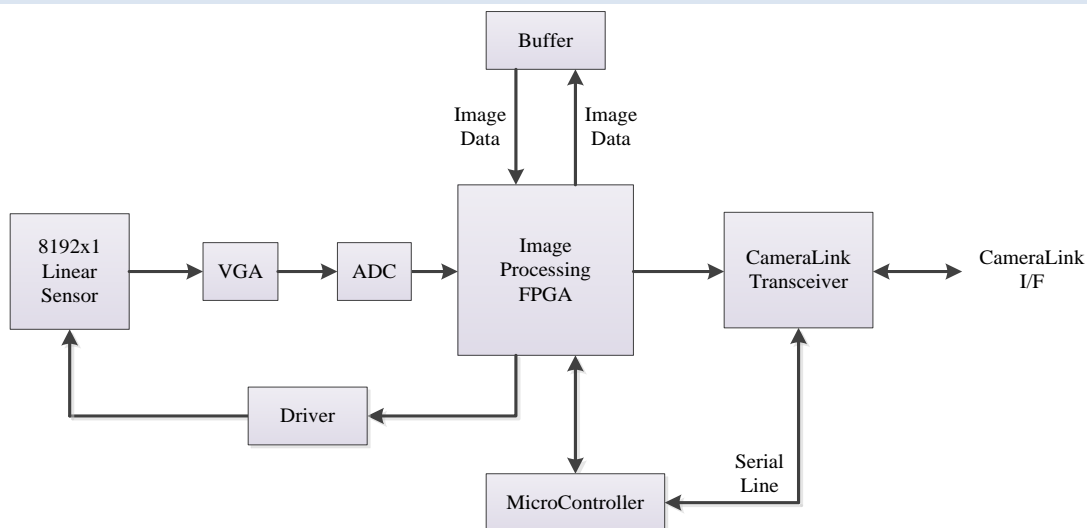 Buffer
Image
Data
Image
Data
8192x1
Linear
Sensor
VGA
ADC
Image
Processing
FPGA
CameraLink
Transceiver
CameraLink
I/F
Driver
Serial
Line
MicroController